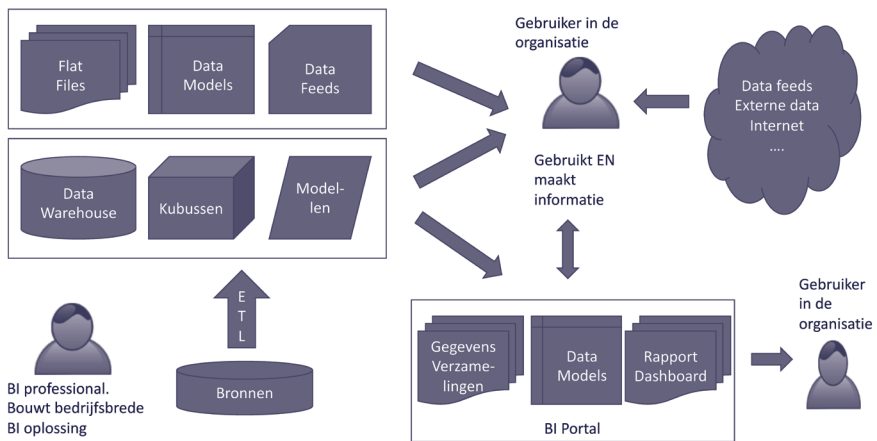 Flat
Files
Data
Models
Data
Feeds
Gebruiker in de
organisatie
Data feeds
Externe data
Internet
....
Data
Warehouse
Kubussen
Model-
len
Gebruikt EN
maakt
informatie
E
T
L
BI professional.
Bouwt bedrijfsbrede
BI oplossing
Bronnen
Gegevens
Verzame-
lingen
Data
Models
Rapport
Dashboard
BI Portal
Gebruiker
in de
organisatie